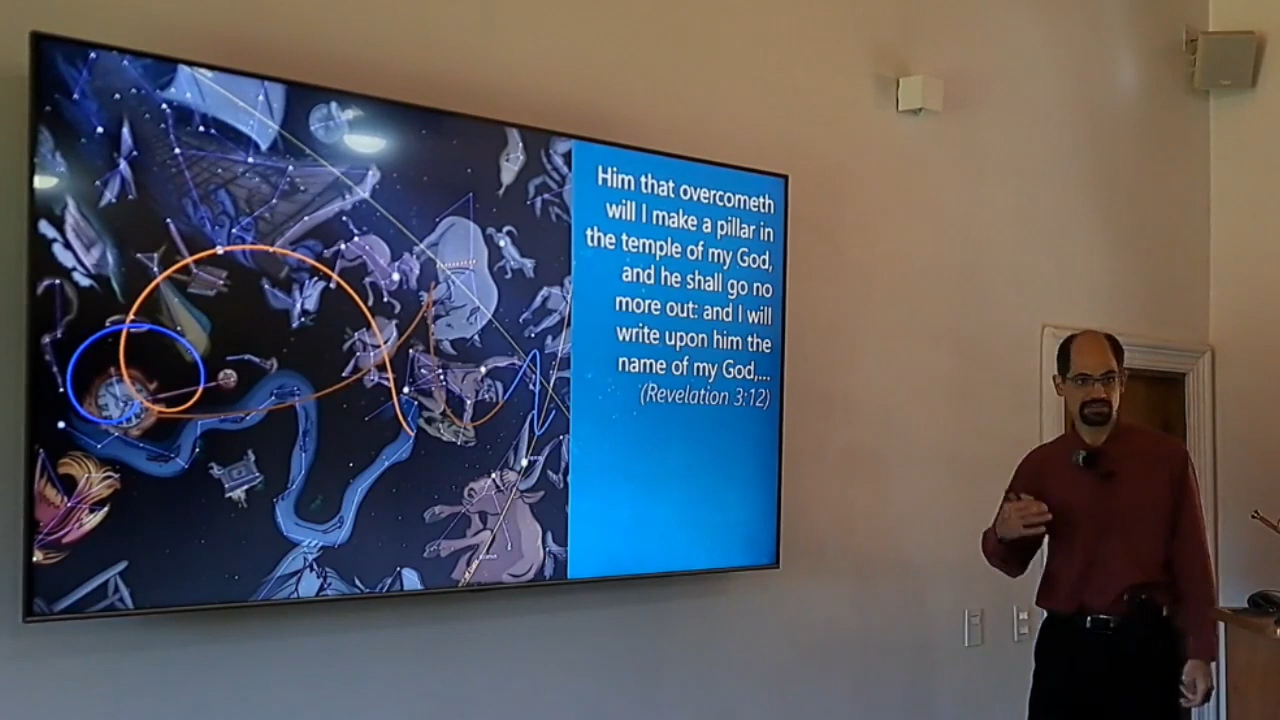 Him that overcometh
will I make a pillar in
the temple of my God,
and he shall go no
more out: and I will
write upon him the
name of my God,...
(Revelation 3:12)